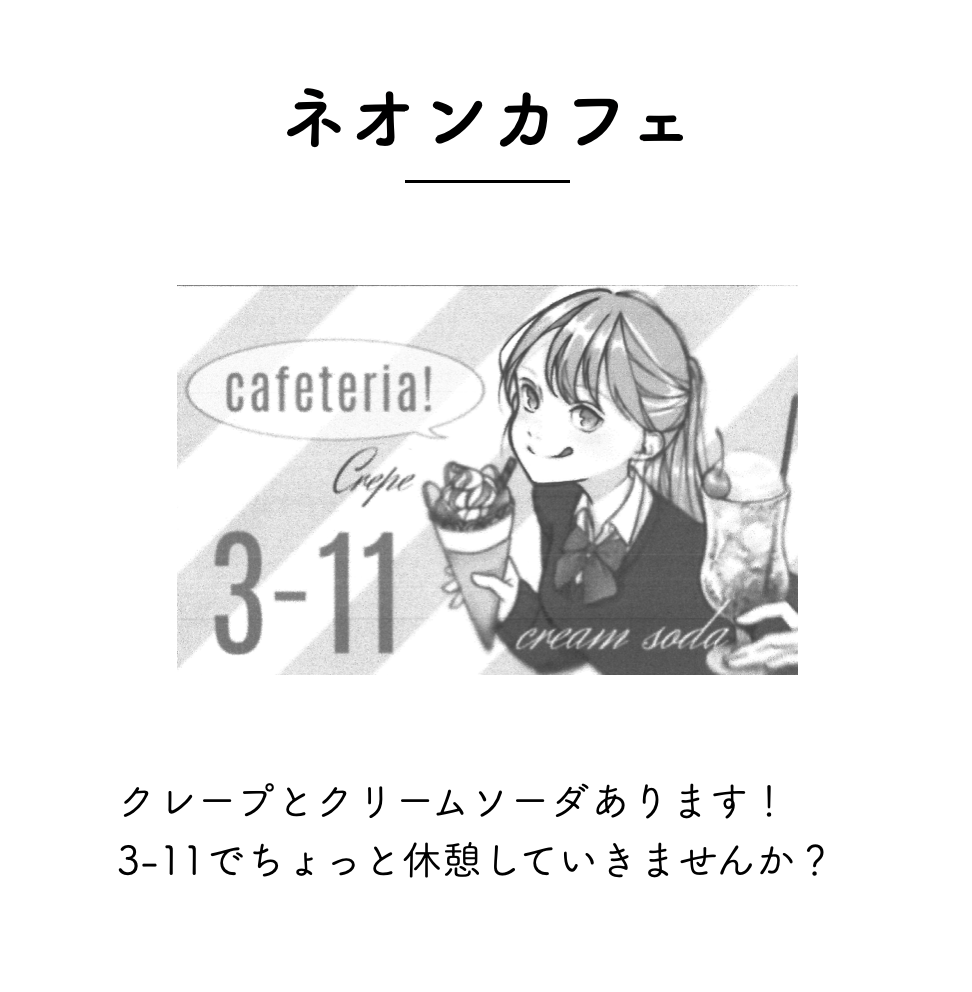 ネオンカフェ
cafeteria!
Crepe
3-11
cream soda
クレープとクリームソーダあります！
3-11でちょっと休憩していきませんか？